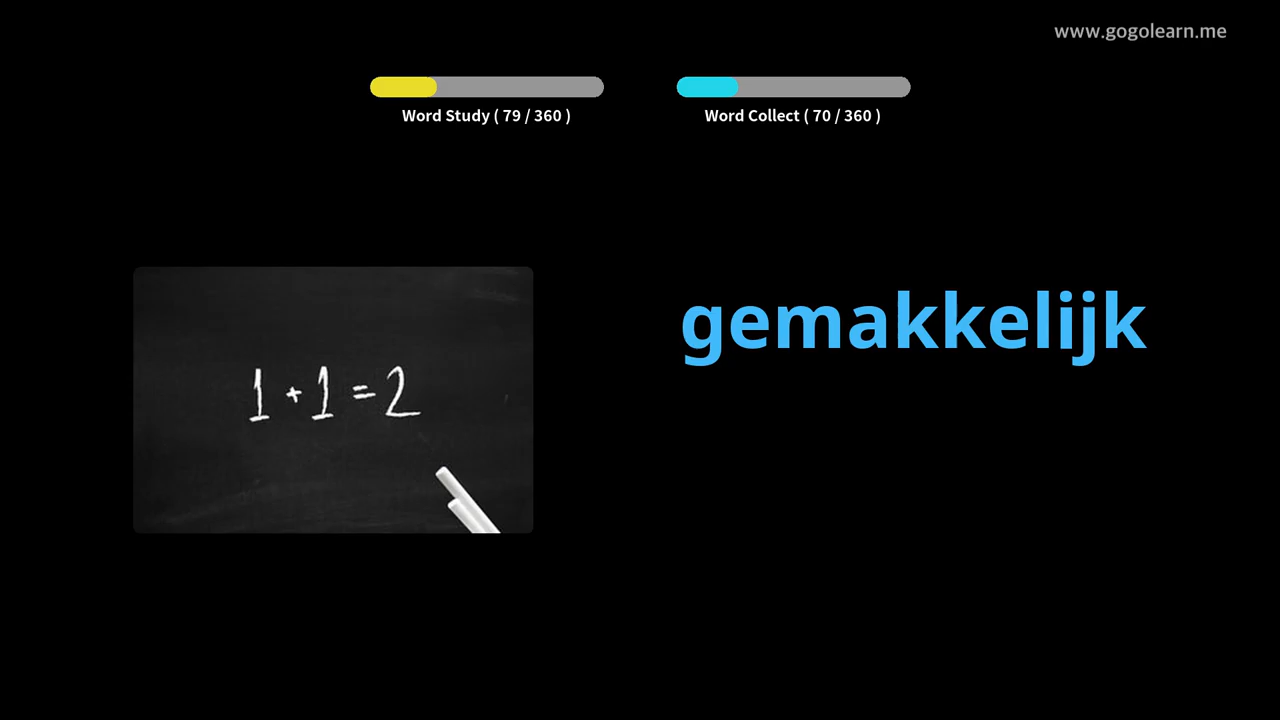 www.gogolearn.me
Word Study ( 79 / 360 )
Word Collect ( 70 / 360 )
gemakkelijk
1 + 1 = 2